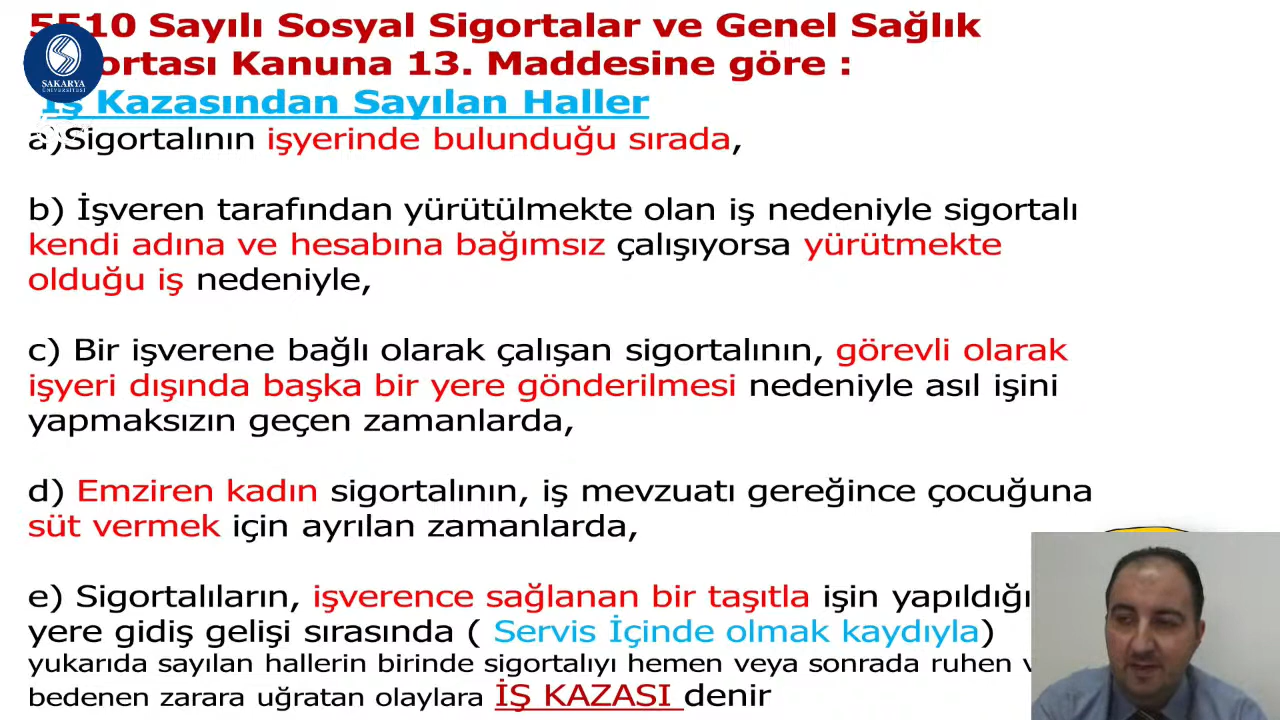 5510 Sayılı Sosyal Sigortalar ve Genel Sağlık
Kanuna 13. Maddesine göre :
İş Kazasından Sayılan Haller
SAKARYA
ÜNİVERSİTESİ
a)Sigortalının işyerinde bulunduğu sırada,
b) İşveren tarafından yürütülmekte olan iş nedeniyle sigortalı
kendi adına ve hesabına bağımsız çalışıyorsa yürütmekte
olduğu iş nedeniyle,
c) Bir işverene bağlı olarak çalışan sigortalının, görevli olarak
işyeri dışında başka bir yere gönderilmesi nedeniyle asıl işini
yapmaksızın geçen zamanlarda,
d) Emziren kadın sigortalının, iş mevzuatı gereğince çocuğuna
süt vermek için ayrılan zamanlarda,
e) Sigortalıların, işverence sağlanan bir taşıtla işin yapıldığı
yere gidiş gelişi sırasında ( Servis İçinde olmak kaydıyla)
yukarıda sayılan hallerin birinde sigortalıyı hemen veya sonrada ruhen
bedenen zarara uğratan olaylara İŞ KAZASI denir